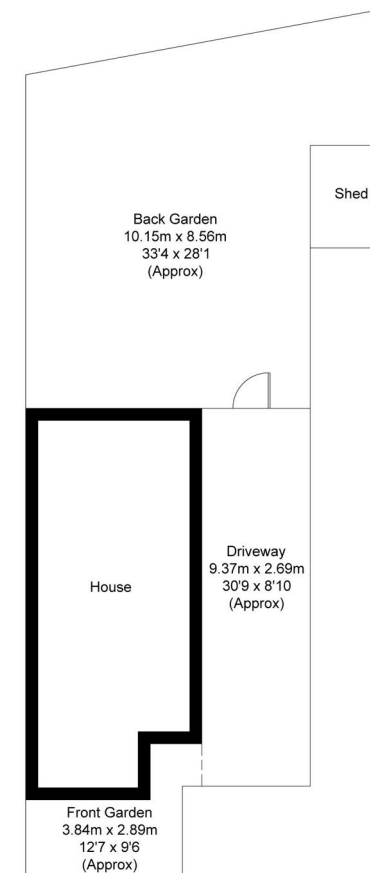 Shed
Back Garden
10.15m x 8.56m
33'4 x 28'1
(Approx)
Driveway
9.37m x 2.69m
30'9 x 8'10
(Approx)
House
Front Garden
3.84m x 2.89m
12'7 x 9'6
(Approx)